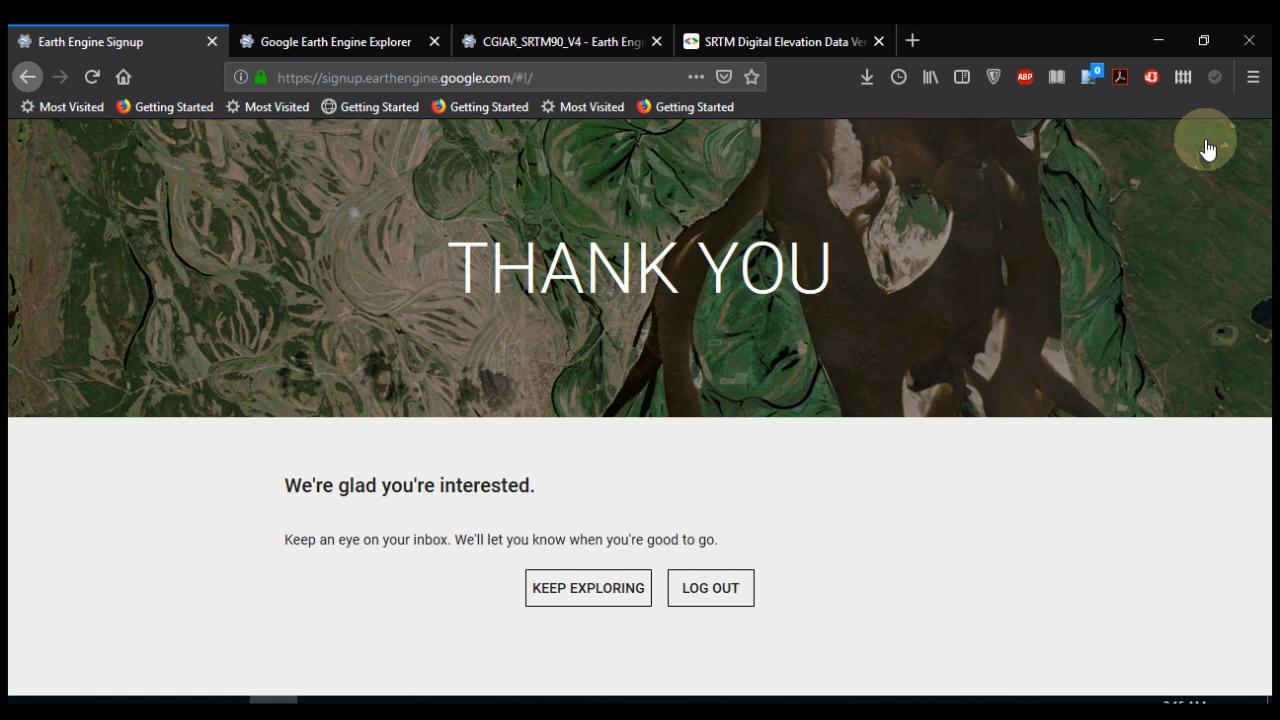 Earth Engine Signup
Google Earth Engine Explorer
CGIAR_SRTM90_V4 - Earth Engi
SRTM Digital Elevation Data Ver
https://signup.earthengine.google.com/#!/
ABP
0
Most Visited
Getting Started
Most Visited
Getting Started
Getting Started
Most Visited
Getting Started
THANK YOU
We're glad you're interested.
Keep an eye on your inbox. We'll let you know when you're good to go.
KEEP EXPLORING
LOG OUT